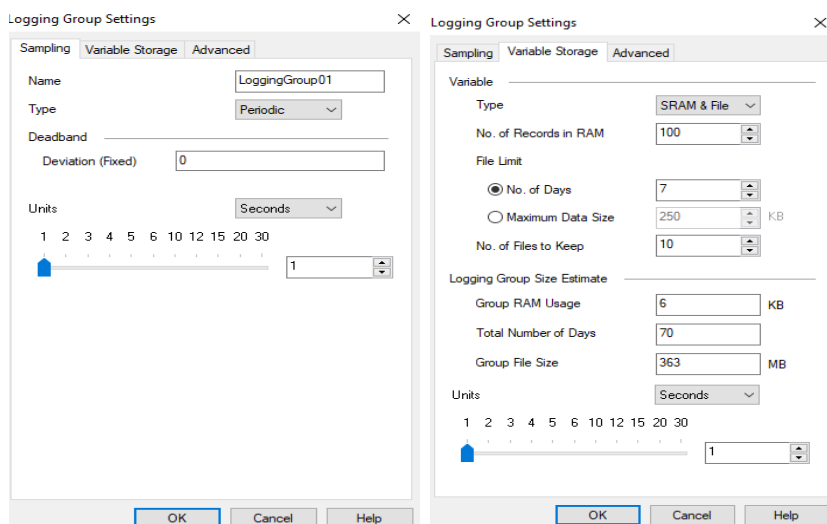 Logging Group Settings
Sampling Variable Storage Advanced
Name LoggingGroup01
Type Periodic
Deadband
Deviation (Fixed) 0
Units Seconds
1 2 3 4 5 6 10 12 15 20 30
1
OK Cancel Help
Logging Group Settings
Sampling Variable Storage Advanced
Variable
Type SRAM & File
No. of Records in RAM 100
File Limit
No. of Days 7
Maximum Data Size 250 KB
No. of Files to Keep 10
Logging Group Size Estimate
Group RAM Usage 6 KB
Total Number of Days 70
Group File Size 363 MB
Units Seconds
1 2 3 4 5 6 10 12 15 20 30
1
OK Cancel Help